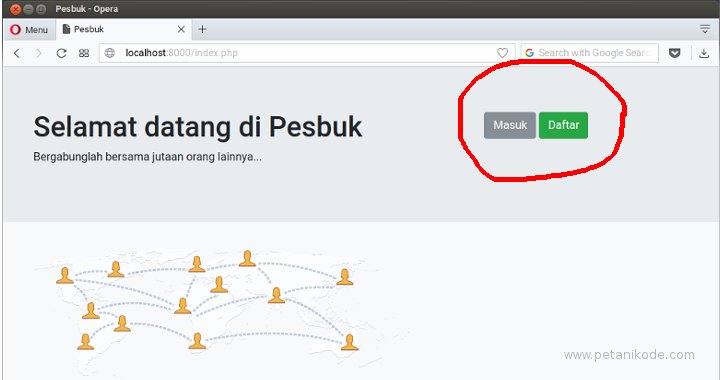 Pesbuk - Opera
Menu
Pesbuk
localhost:8000/index.php
Search with Google Search
Selamat datang di Pesbuk
Masuk
Daftar
Bergabunglah bersama jutaan orang lainnya...
www.petanikode.com